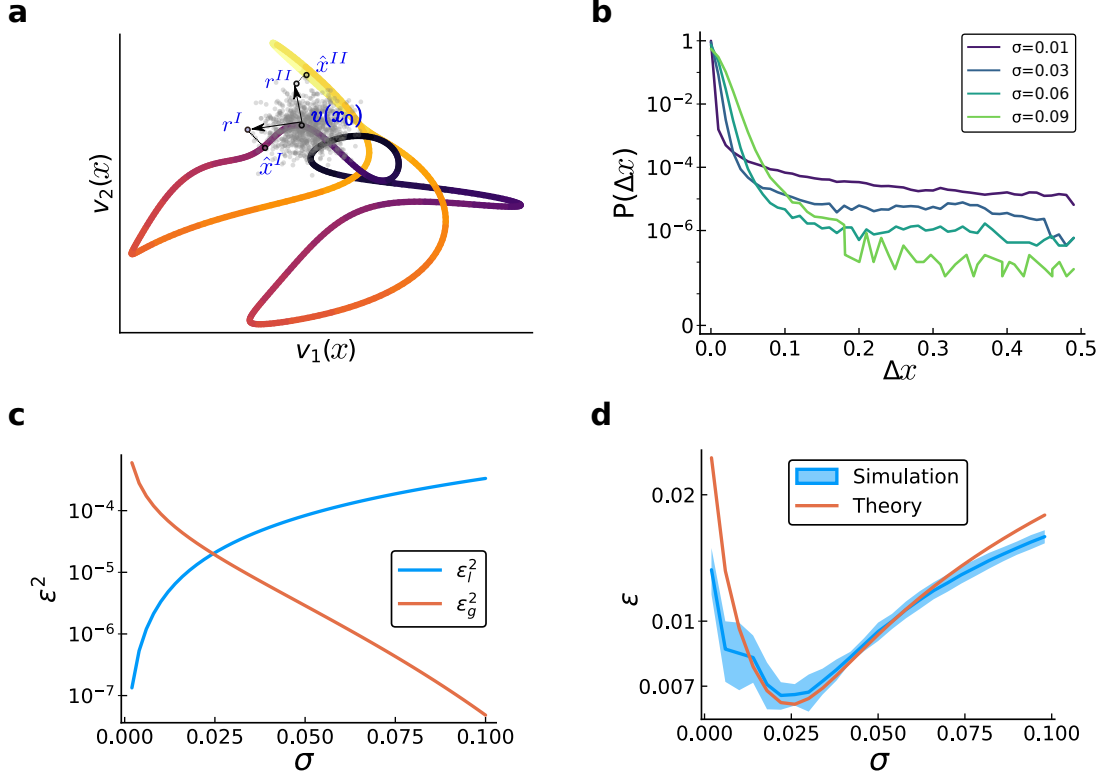 a
x̂^{II}
r^{II}
v(x₀)
r^I
x̂^I
v₂(x)
v₁(x)
b
P(Δx)
1
10⁻²
10⁻⁴
10⁻⁶
0
σ=0.01
σ=0.03
σ=0.06
σ=0.09
0.0 0.1 0.2 0.3 0.4 0.5
Δx
c
ε²
10⁻⁴
10⁻⁵
10⁻⁶
10⁻⁷
ε_l²
ε_g²
0.000 0.025 0.050 0.075 0.100
σ
d
ε
0.02
0.01
0.007
Simulation
Theory
0.000 0.025 0.050 0.075 0.100
σ